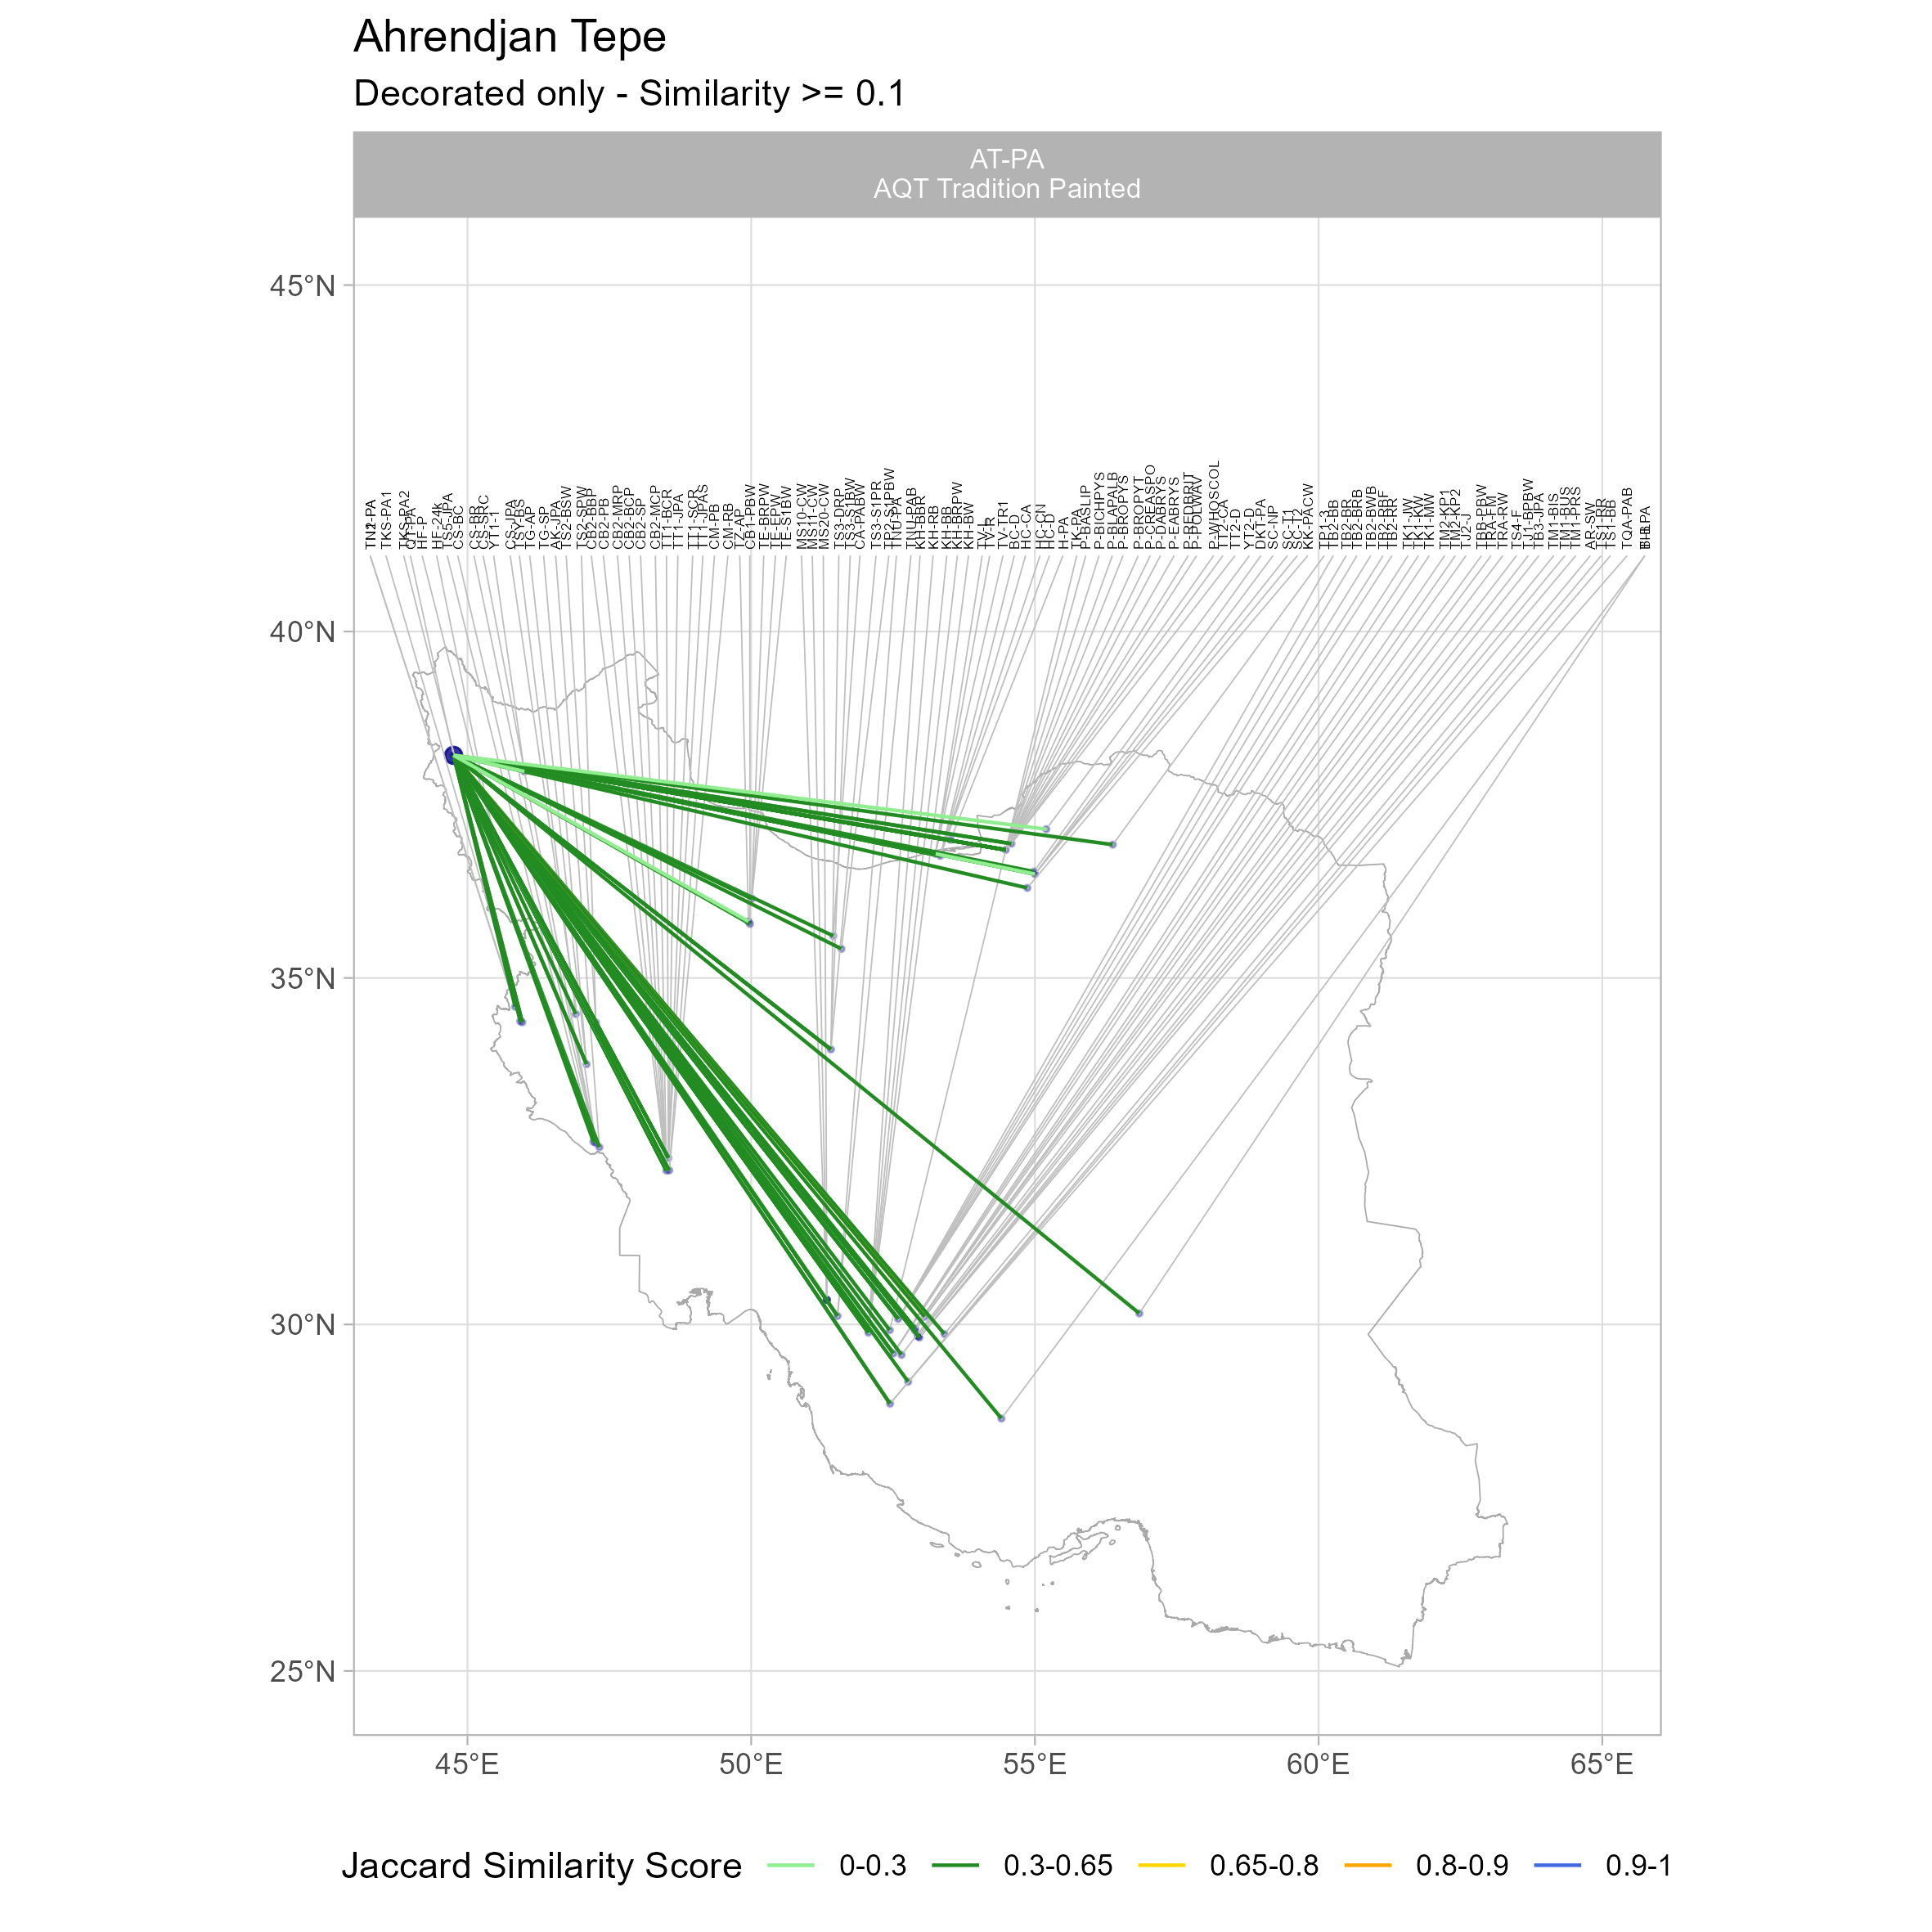 Ahrendjan Tepe
Decorated only - Similarity >= 0.1
AT-PA
AQT Tradition Painted
TKS-PA1
TKS-PA2
HF-P
HF-24k
TS5-JPA
CS-BC
CS-BR
CS-SRC
YT1-1
CS-JPA
TSY-BS
TG-AP
TG-SP
AK-JPA
TS2-BSW
TS2-SPW
CB2-BBP
CB2-PB
CB2-MRP
CB2-BCP
CB2-SP
CB2-MCP
TT1-BCR
TT1-JPA
TT1-SCR
TT1-JPAS
CM-PB
CM-RB
TZ-AP
CB1-PBW
TE-BRPW
TE-EPW
TE-S1BW
MS10-CW
MS11-CW
MS20-CW
TS3-DRP
TS3-S1BW
CA-PABW
TS3-S1PR
TS2-S1PBW
TNU-PA
TNU-PAB
KH-BBR
KH-RB
KH-BB
KH-BRPW
KH-BW
TV-L
TV-R
TV-TR1
BC-D
HC-CA
HC-CN
HC-D
H-PA
TK-PA
P-BASLIP
P-BICHPYS
P-BLAPALB
P-BROPYS
P-BROPYT
P-CCRASPO
P-DABRYS
P-EABRYS
P-REDBRIT
P-POLWAV
P-WHOSCOL
TT2-CA
TT2-D
YT2-D
DKT-PA
SC-NP
SC-T1
SC-T2
KK-PACW
TP1-3
TB2-BB
TB2-BR
TB2-BRB
TB2-BWB
TB2-RBF
TB2-RR
TK1-JW
TK1-KW
TK1-MW
TM2-KP1
TM2-KP2
TJ2-J
TBB-PBW
TRA-FM
TRA-RW
TS4-F
TJ1-BPBW
TB3-JPA
TM1-BIS
TM1-BUS
TM1-PRS
AR-SW
TS1-PR
TS1-BB
TQA-PAB
45°N
40°N
35°N
30°N
25°N
45°E
50°E
55°E
60°E
65°E
Jaccard Similarity Score
0-0.3
0.3-0.65
0.65-0.8
0.8-0.9
0.9-1